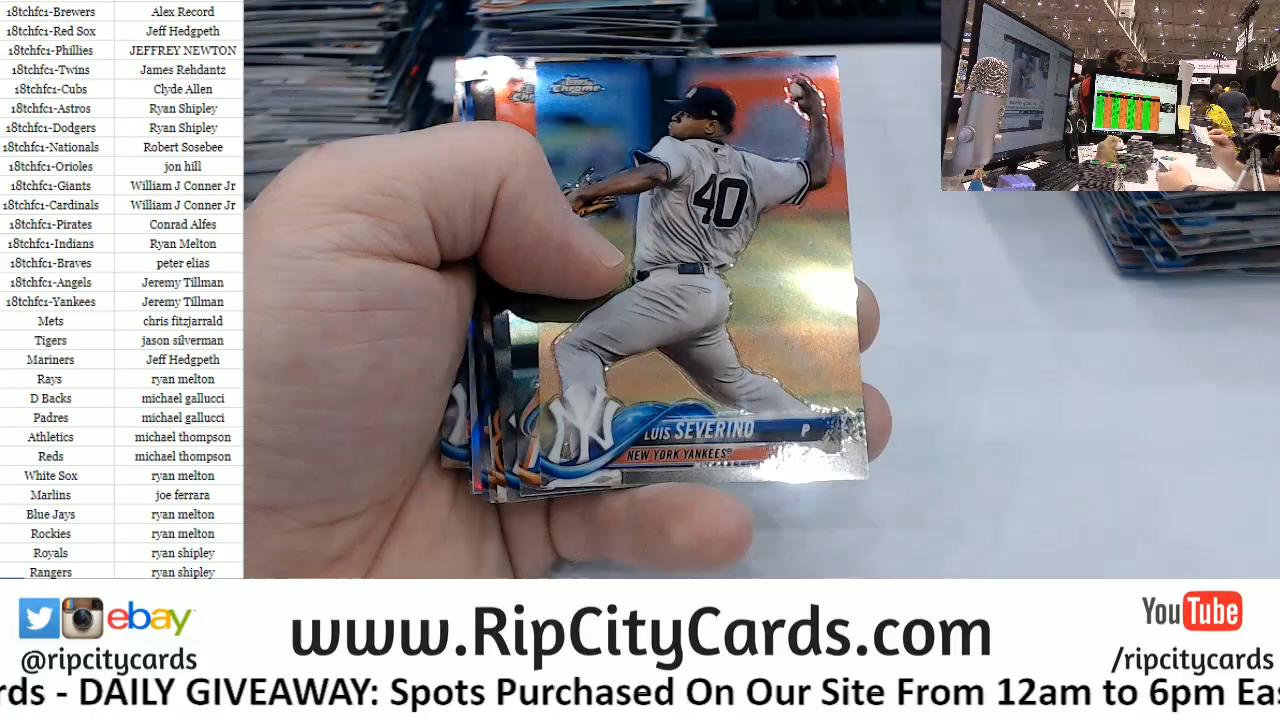 18tchfc1-Brewers Alex Record
18tchfc1-Red Sox Jeff Hedgpeth
18tchfc1-Phillies JEFFREY NEWTON
18tchfc1-Twins James Rehdantz
18tchfc1-Cubs Clyde Allen
18tchfc1-Astros Ryan Shipley
18tchfc1-Dodgers Ryan Shipley
18tchfc1-Nationals Robert Sosebee
18tchfc1-Orioles jon hill
18tchfc1-Giants William J Conner Jr
18tchfc1-Cardinals William J Conner Jr
18tchfc1-Pirates Conrad Alfes
18tchfc1-Indians Ryan Melton
18tchfc1-Braves peter elias
18tchfc1-Angels Jeremy Tillman
18tchfc1-Yankees Jeremy Tillman
Mets chris fitzjarrald
Tigers jason silverman
Mariners Jeff Hedgpeth
Rays ryan melton
D Backs michael gallucci
Padres michael gallucci
Athletics michael thompson
Reds michael thompson
White Sox ryan melton
Marlins joe ferrara
Blue Jays ryan melton
Rockies ryan melton
Royals ryan shipley
Rangers ryan shipley
Topps
Chrome
40
NY
LUIS SEVERINO P
NEW YORK YANKEES
ebay
@ripcitycards
www.RipCityCards.com
YouTube
/ripcitycards
rds - DAILY GIVEAWAY: Spots Purchased On Our Site From 12am to 6pm Eas